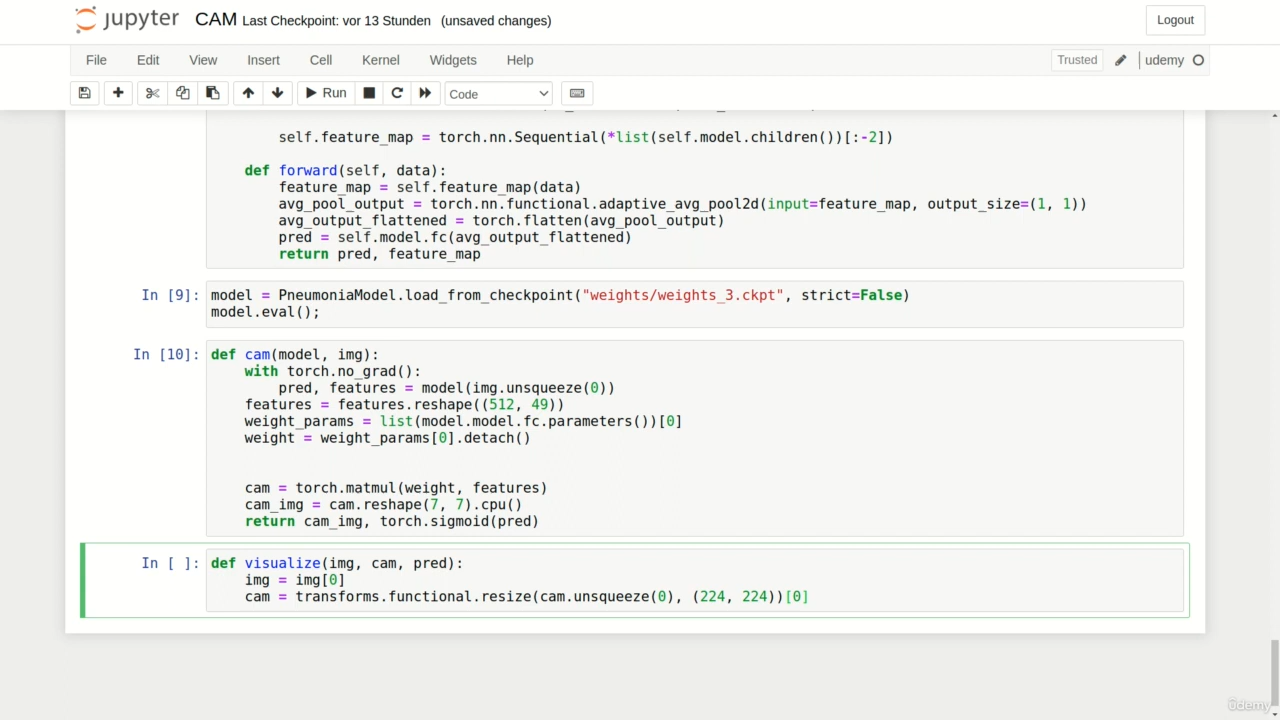 jupyter CAM Last Checkpoint: vor 13 Stunden (unsaved changes) Logout
File Edit View Insert Cell Kernel Widgets Help Trusted udemy
Run Code
self.feature_map = torch.nn.Sequential(*list(self.model.children())[:-2])
def forward(self, data):
feature_map = self.feature_map(data)
avg_pool_output = torch.nn.functional.adaptive_avg_pool2d(input=feature_map, output_size=(1, 1))
avg_output_flattened = torch.flatten(avg_pool_output)
pred = self.model.fc(avg_output_flattened)
return pred, feature_map
In [9]: model = PneumoniaModel.load_from_checkpoint("weights/weights_3.ckpt", strict=False)
model.eval();
In [10]: def cam(model, img):
with torch.no_grad():
pred, features = model(img.unsqueeze(0))
features = features.reshape((512, 49))
weight_params = list(model.model.fc.parameters())[0]
weight = weight_params[0].detach()
cam = torch.matmul(weight, features)
cam_img = cam.reshape(7, 7).cpu()
return cam_img, torch.sigmoid(pred)
In [ ]: def visualize(img, cam, pred):
img = img[0]
cam = transforms.functional.resize(cam.unsqueeze(0), (224, 224))[0]
ûdemy